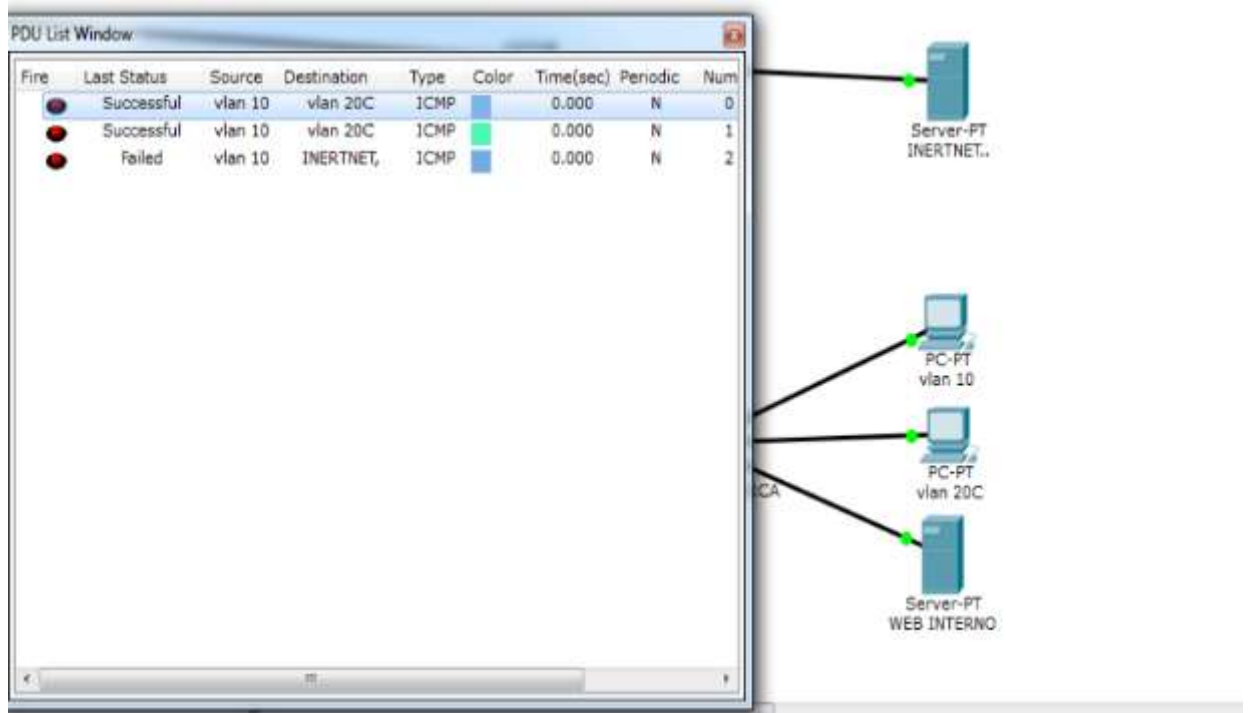 PDU List Window
Fire Last Status Source Destination Type Color Time(sec) Periodic Num
Successful vlan 10 vlan 20C ICMP 0.000 N 0
Successful vlan 10 vlan 20C ICMP 0.000 N 1
Failed vlan 10 INERTNET, ICMP 0.000 N 2
Server-PT
INERTNET..
PC-PT
vlan 10
PC-PT
vlan 20C
Server-PT
WEB INTERNO